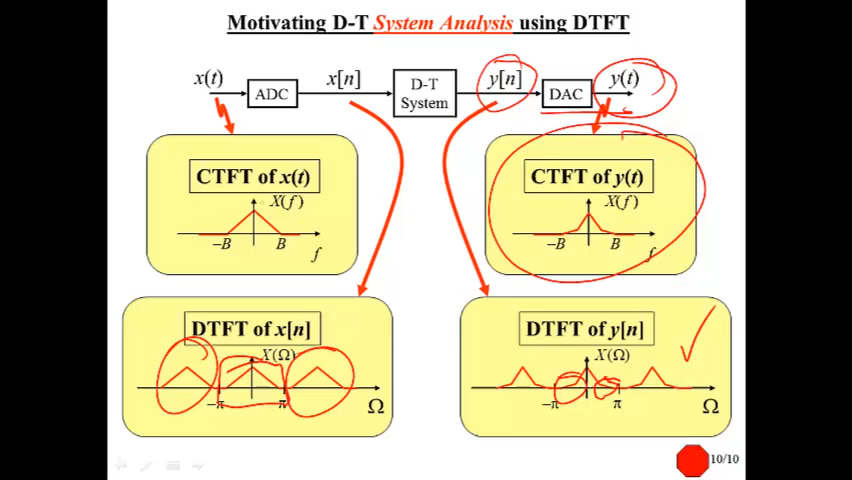 Motivating D-T System Analysis using DTFT
x(t) ADC x[n] D-T System y[n] DAC y(t)
CTFT of x(t)
X(f)
–B B f
CTFT of y(t)
X(f)
–B B f
DTFT of x[n]
X(Ω)
–π π Ω
DTFT of y[n]
X(Ω)
–π π Ω
10/10